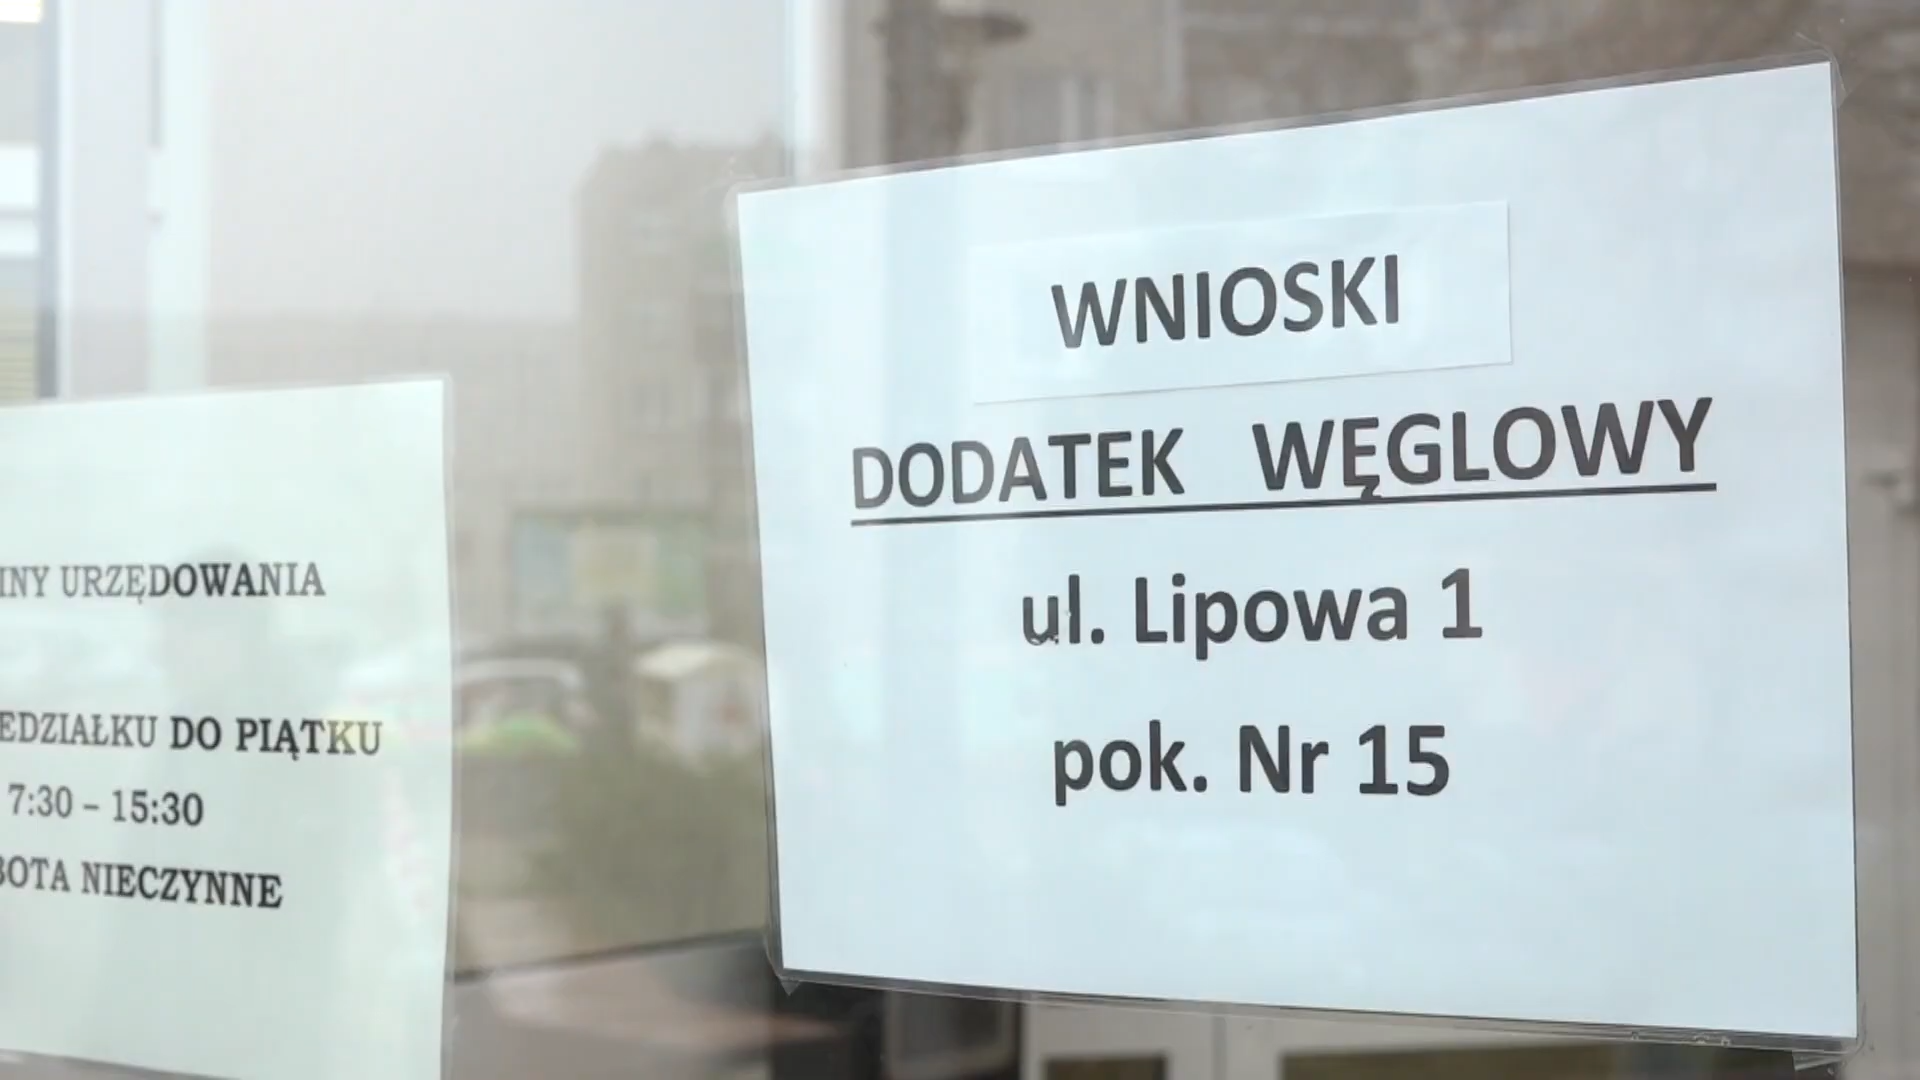 INY URZĘDOWANIA
EDZIAŁKU DO PIĄTKU
7:30 – 15:30
BOTA NIECZYNNE
WNIOSKI
DODATEK WĘGLOWY
ul. Lipowa 1
pok. Nr 15